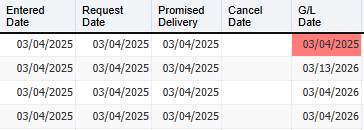 Entered Request Promised Cancel G/L
Date Date Delivery Date Date
03/04/2025 03/04/2025 03/04/2025 03/04/2025
03/04/2025 03/04/2025 03/04/2025 03/13/2026
03/04/2025 03/04/2025 03/04/2025 03/04/2026
03/04/2025 03/04/2025 03/04/2025 03/04/2026